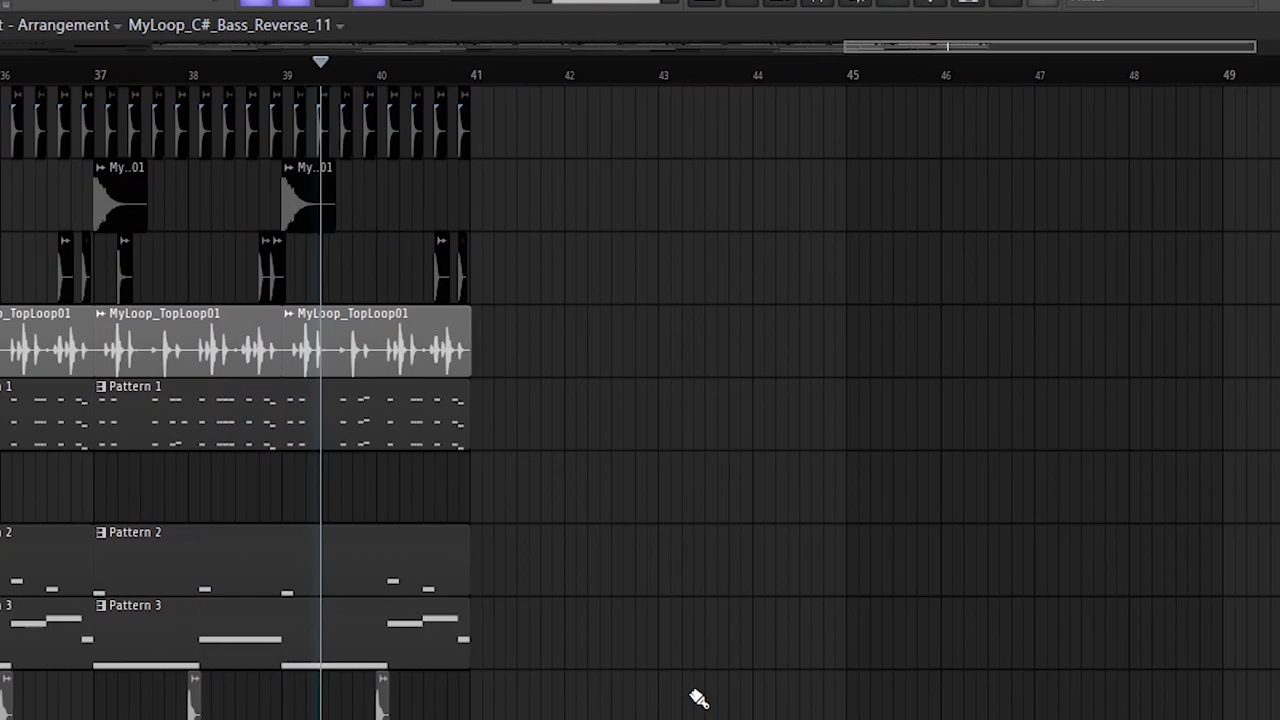 t - Arrangement MyLoop_C#_Bass_Reverse_11
36 37 38 39 40 41 42 43 44 45 46 47 48 49
My..01 My..01
p_TopLoop01 MyLoop_TopLoop01 MyLoop_TopLoop01
1 Pattern 1
2 Pattern 2
3 Pattern 3